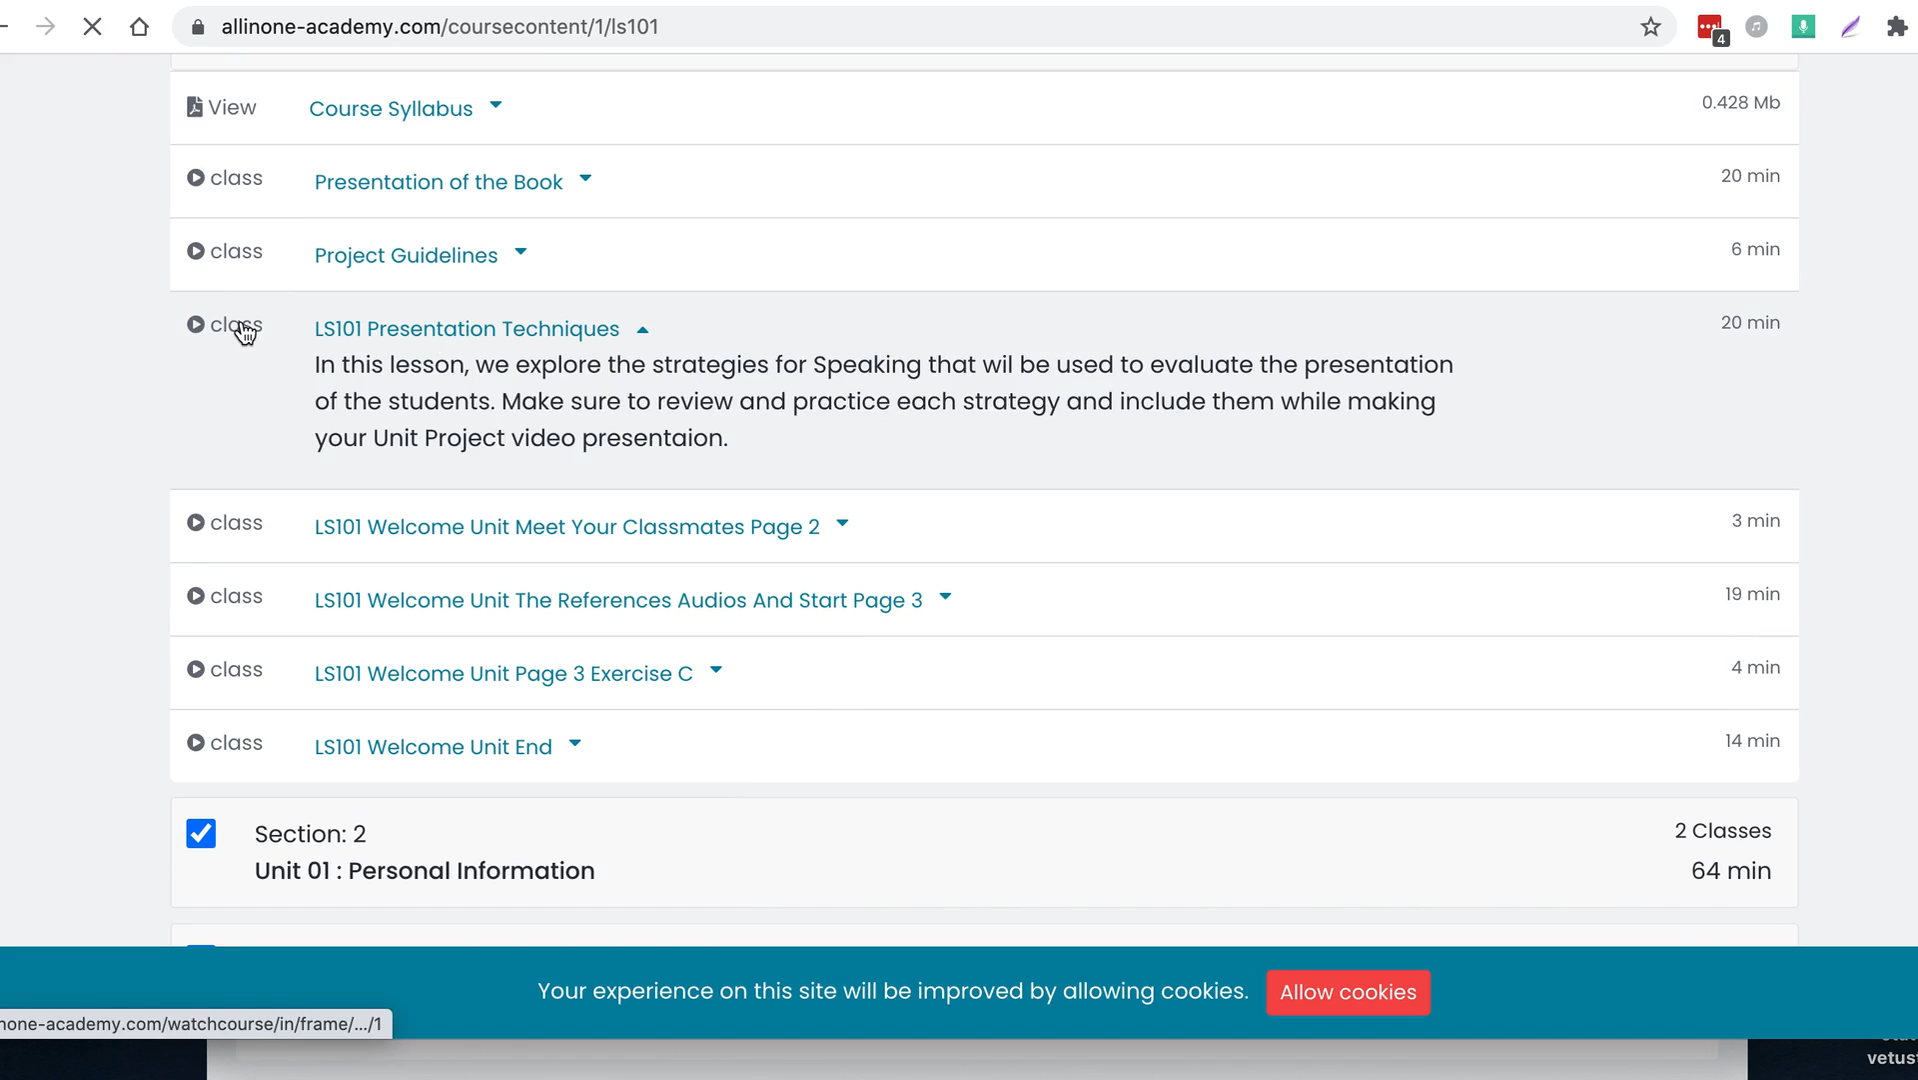 allinone-academy.com/coursecontent/1/ls101
4
View Course Syllabus 0.428 Mb
class Presentation of the Book 20 min
class Project Guidelines 6 min
class LS101 Presentation Techniques 20 min
In this lesson, we explore the strategies for Speaking that wil be used to evaluate the presentation
of the students. Make sure to review and practice each strategy and include them while making
your Unit Project video presentaion.
class LS101 Welcome Unit Meet Your Classmates Page 2 3 min
class LS101 Welcome Unit The References Audios And Start Page 3 19 min
class LS101 Welcome Unit Page 3 Exercise C 4 min
class LS101 Welcome Unit End 14 min
Section: 2 2 Classes
Unit 01 : Personal Information 64 min
Your experience on this site will be improved by allowing cookies. Allow cookies
none-academy.com/watchcourse/in/frame/.../1
vetust